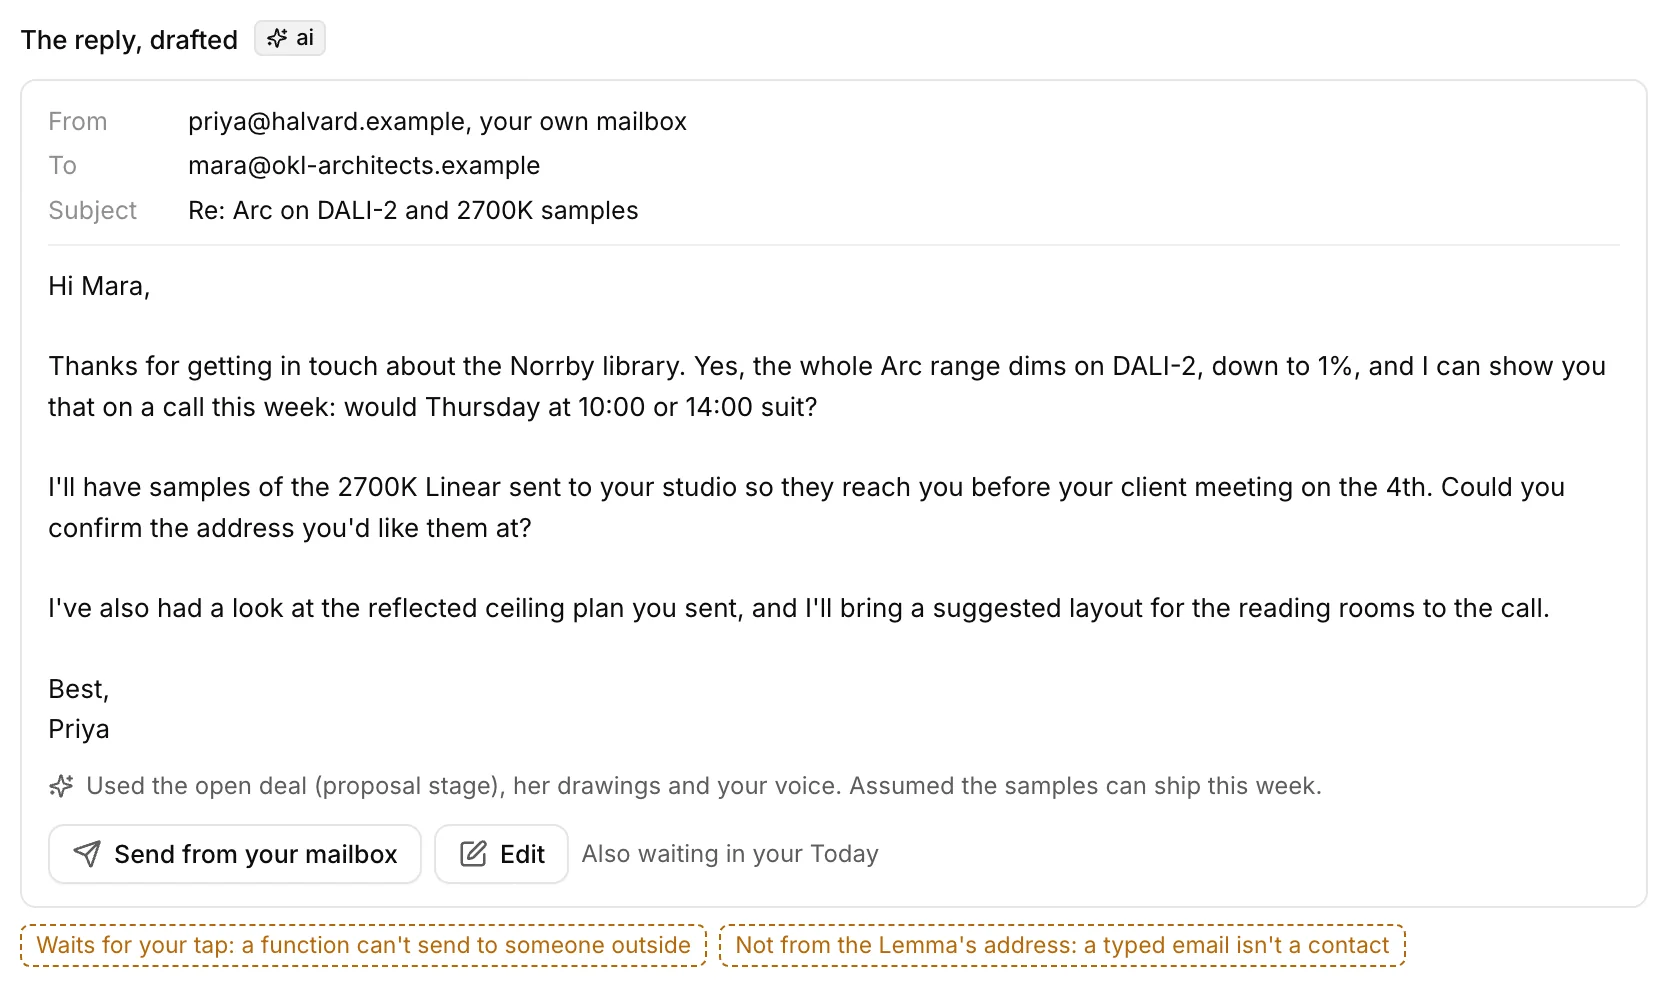 The reply, drafted ai
From priya@halvard.example, your own mailbox
To mara@okl-architects.example
Subject Re: Arc on DALI-2 and 2700K samples
Hi Mara,
Thanks for getting in touch about the Norrby library. Yes, the whole Arc range dims on DALI-2, down to 1%, and I can show you
that on a call this week: would Thursday at 10:00 or 14:00 suit?
I'll have samples of the 2700K Linear sent to your studio so they reach you before your client meeting on the 4th. Could you
confirm the address you'd like them at?
I've also had a look at the reflected ceiling plan you sent, and I'll bring a suggested layout for the reading rooms to the call.
Best,
Priya
Used the open deal (proposal stage), her drawings and your voice. Assumed the samples can ship this week.
Send from your mailbox Edit Also waiting in your Today
Waits for your tap: a function can't send to someone outside Not from the Lemma's address: a typed email isn't a contact